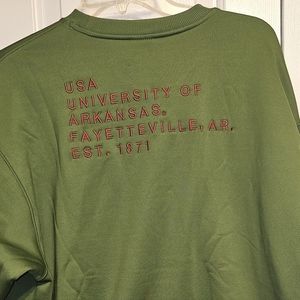 USA
UNIVERSITY OF
ARKANSAS.
FAYETTEVILLE, AR.
EST. 1871